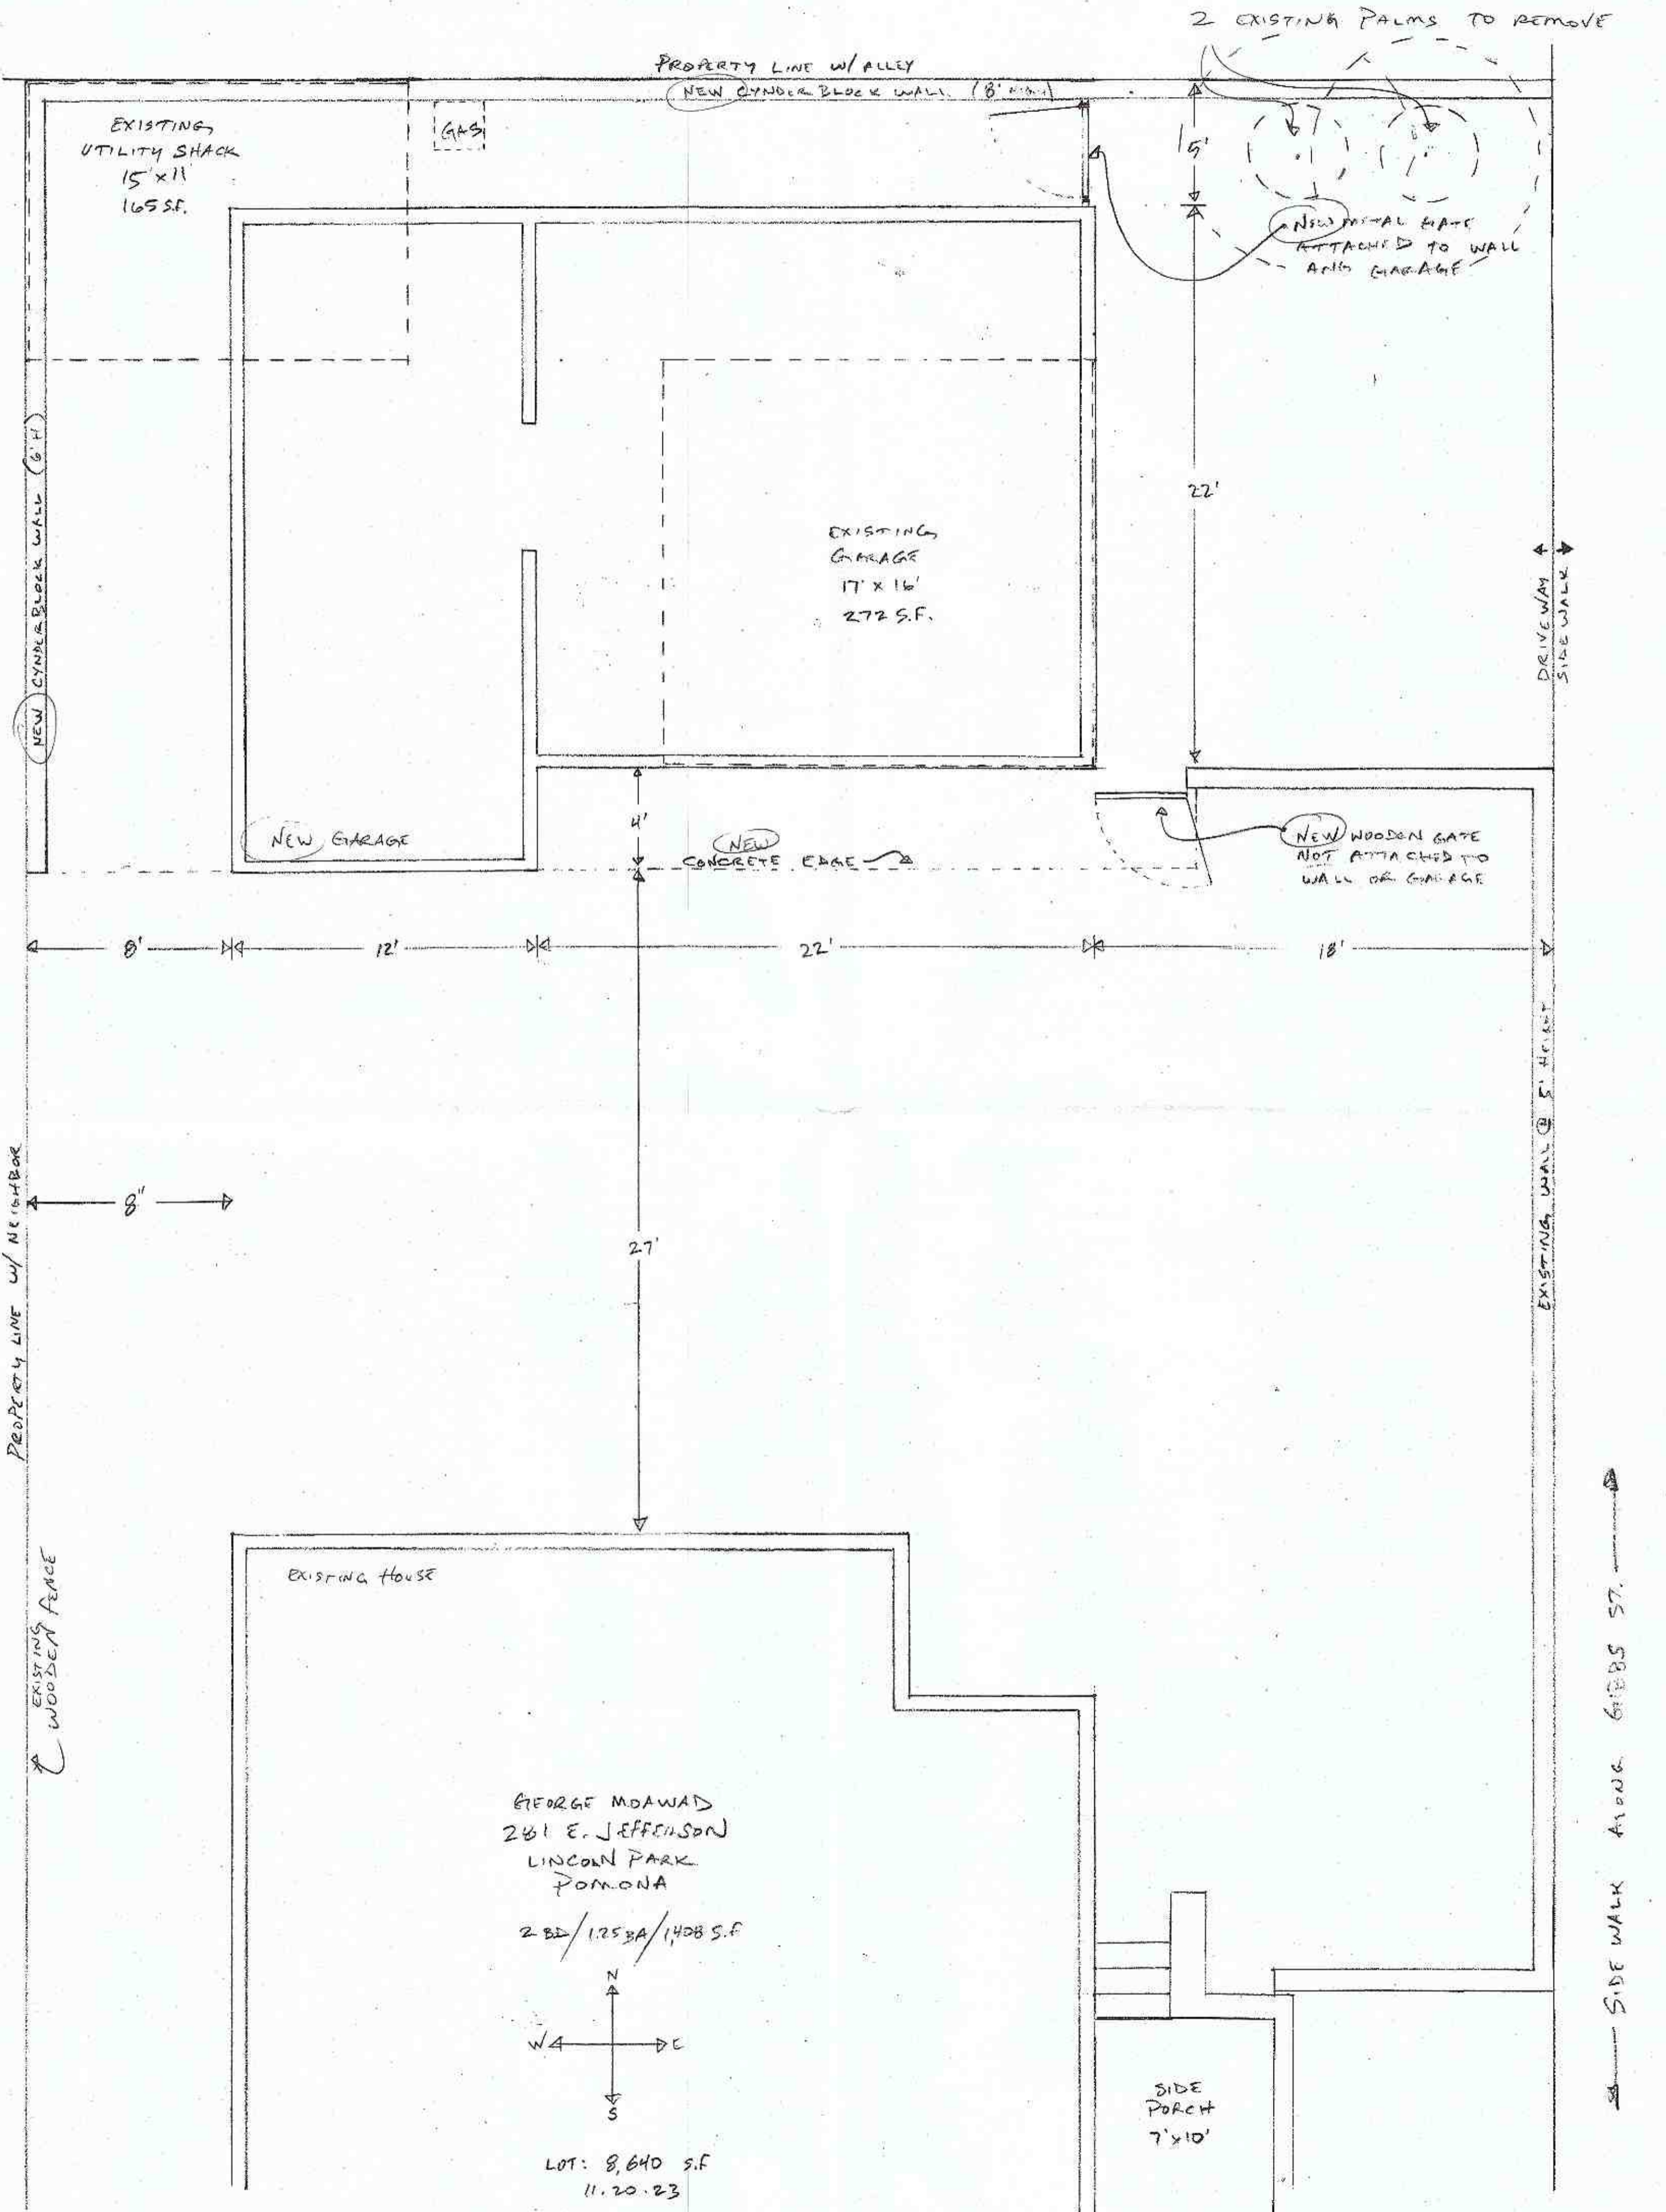 2 EXISTING PALMS TO REMOVE
PROPERTY LINE W/ ALLEY
NEW CYNDER BLOCK WALL (8' HIGH)
EXISTING
UTILITY SHACK
15' x 11'
165 S.F.
GAS
5'
NEW METAL GATE
ATTACHED TO WALL
AND GARAGE
NEW CYNDER BLOCK WALL (6' H)
22'
EXISTING
GARAGE
17' x 16'
272 S.F.
DRIVEWAY
SIDEWALK
NEW GARAGE
4'
NEW
CONCRETE EDGE
NEW WOODEN GATE
NOT ATTACHED TO
WALL OR GARAGE
8'
12'
22'
18'
EXISTING WALL @ 5' HEIGHT
PROPERTY LINE W/ NEIGHBOR
8"
27'
EXISTING HOUSE
EXISTING
WOODEN FENCE
SIDE WALK ALONG GIBBS ST.
GEORGE MOAWAD
281 E. JEFFERSON
LINCOLN PARK
POMONA
2 BD/1.25 BA/1,408 S.F
N
W E
S
SIDE
PORCH
7'x10'
LOT: 8,640 S.F
11.20.23